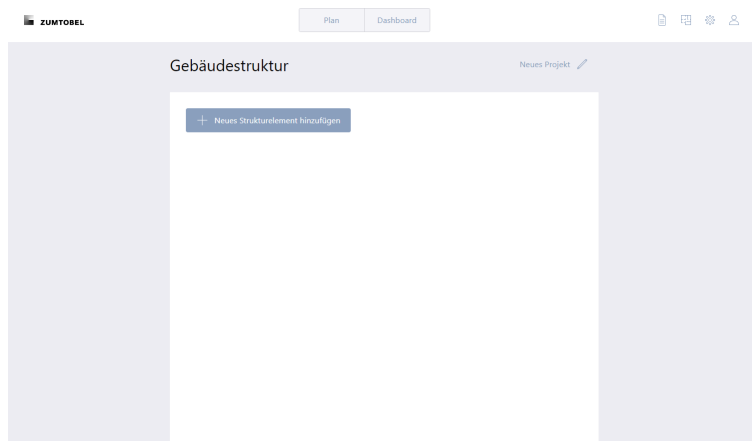 ZUMTOBEL
Plan
Dashboard
Gebäudestruktur
Neues Projekt
Neues Strukturelement hinzufügen